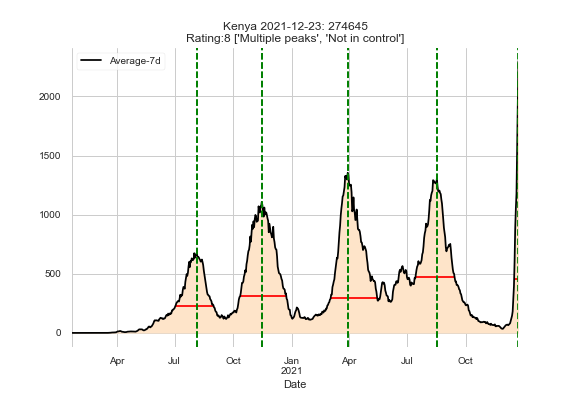 Kenya 2021-12-23: 274645
Rating:8 ['Multiple peaks', 'Not in control']
Average-7d
2000
1500
1000
500
0
Apr Jul Oct Jan Apr Jul Oct
2021
Date